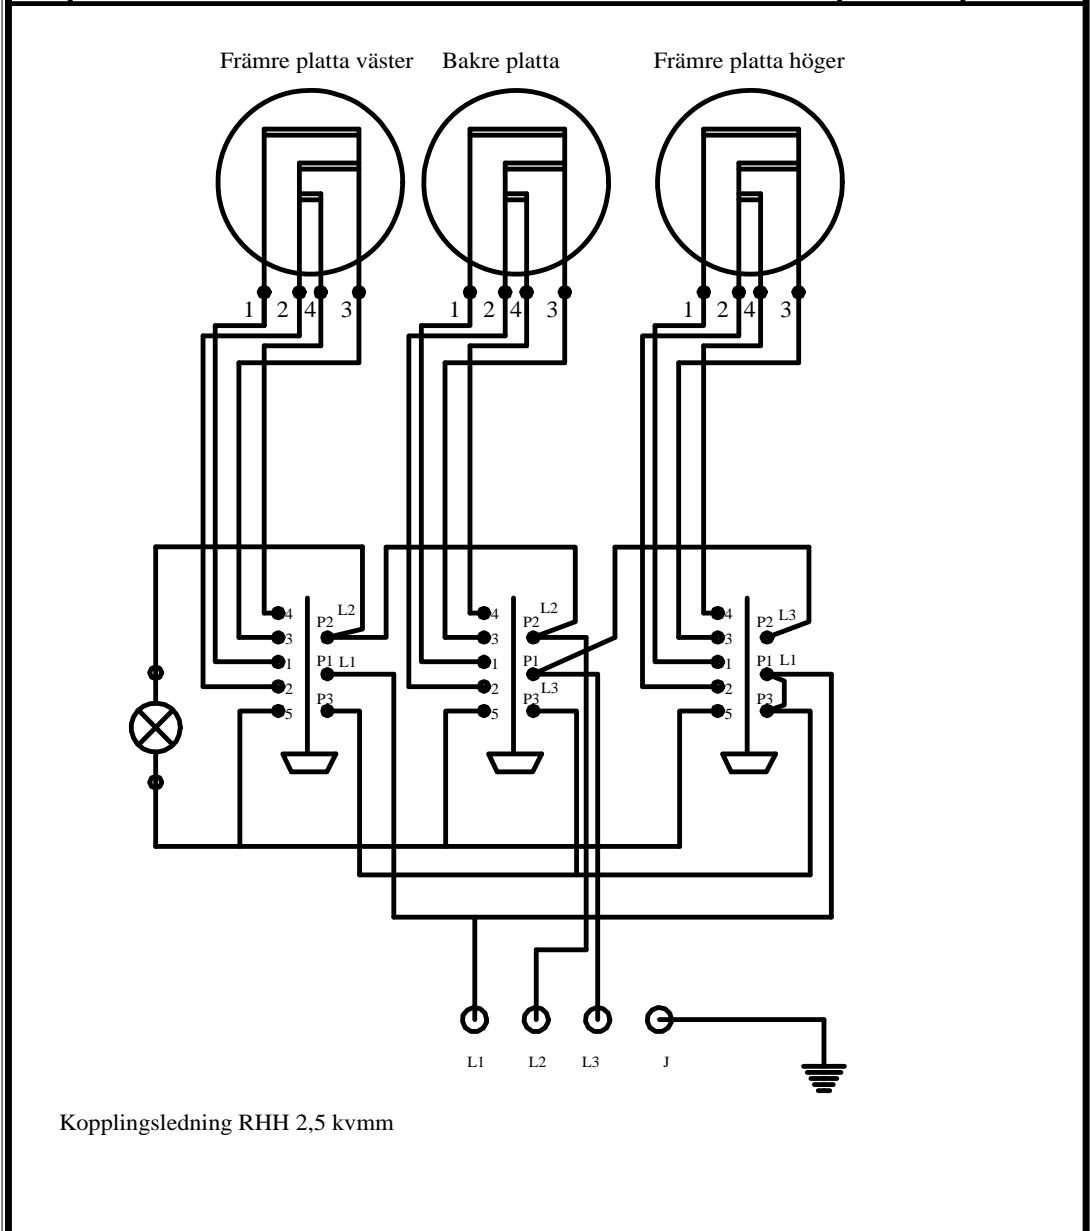 Främre platta väster Bakre platta Främre platta höger
1 2 4 3 1 2 4 3 1 2 4 3
4 P2 L2 4 P2 L2 4 P2 L3
3 3 3
1 P1 L1 1 P1 1 P1 L1
2 2 L3 2
5 P3 5 P3 5 P3
L1 L2 L3 J
Kopplingsledning RHH 2,5 kvmm